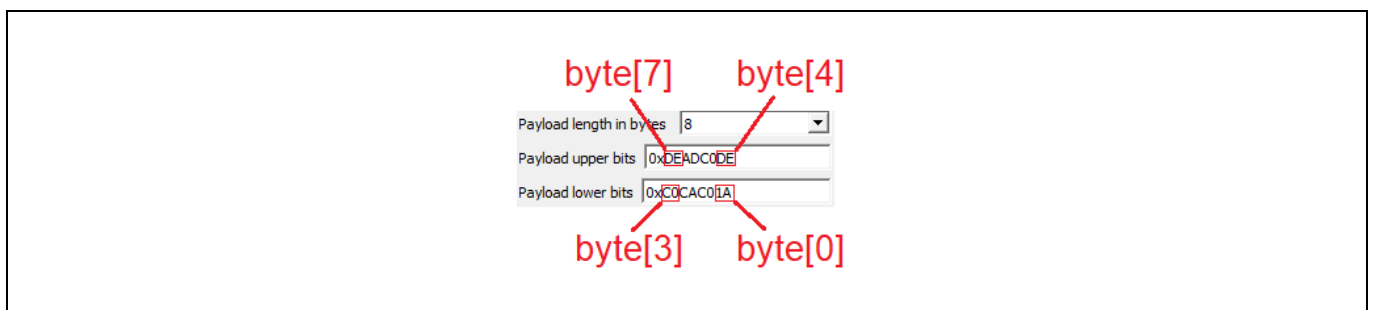 byte[7] byte[4]
Payload length in bytes 8
Payload upper bits 0xDEADC0DE
Payload lower bits 0xC0CAC01A
byte[3] byte[0]